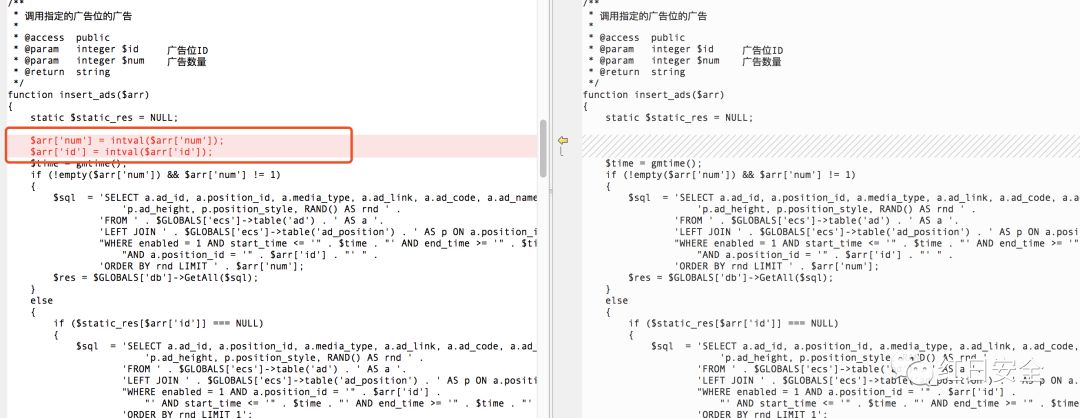 /**
 * 调用指定的广告位的广告
 *
 * @access  public
 * @param   integer $id     广告位ID
 * @param   integer $num    广告数量
 * @return  string
 */
function insert_ads($arr)
{
    static $static_res = NULL;
    $arr['num'] = intval($arr['num']);
    $arr['id'] = intval($arr['id']);
    $time = gmtime();
    if (!empty($arr['num']) && $arr['num'] != 1)
    {
        $sql  = 'SELECT a.ad_id, a.position_id, a.media_type, a.ad_link, a.ad_code, a.ad_name
                    'p.ad_height, p.position_style, RAND() AS rnd ' .
                'FROM ' . $GLOBALS['ecs']->table('ad') . ' AS a '.
                'LEFT JOIN ' . $GLOBALS['ecs']->table('ad_position') . ' AS p ON a.position_i
                "WHERE enabled = 1 AND start_time <= '" . $time . "' AND end_time >= '" . $ti
                    "AND a.position_id = '" . $arr['id'] . "' " .
                'ORDER BY rnd LIMIT ' . $arr['num'];
        $res = $GLOBALS['db']->GetAll($sql);
    }
    else
    {
        if ($static_res[$arr['id']] === NULL)
        {
            $sql  = 'SELECT a.ad_id, a.position_id, a.media_type, a.ad_link, a.ad_code, a.ad_
                        'p.ad_height, p.position_style, RAND() AS rnd ' .
                    'FROM ' . $GLOBALS['ecs']->table('ad') . ' AS a '.
                    'LEFT JOIN ' . $GLOBALS['ecs']->table('ad_position') . ' AS p ON a.posit
                    "WHERE enabled = 1 AND a.position_id = '" . $arr['id'] .
                        "' AND start_time <= '" . $time . "' AND end_time >= '" . $time . "'
                    'ORDER BY rnd LIMIT 1';
/**
 * 调用指定的广告位的广告
 *
 * @access  public
 * @param   integer $id     广告位ID
 * @param   integer $num    广告数量
 * @return  string
 */
function insert_ads($arr)
{
    static $static_res = NULL;
    $time = gmtime();
    if (!empty($arr['num']) && $arr['num'] != 1)
    {
        $sql  = 'SELECT a.ad_id, a.position_id, a.media_type, a.ad_link, a.ad_code,
                    'p.ad_height, p.position_style, RAND() AS rnd ' .
                'FROM ' . $GLOBALS['ecs']->table('ad') . ' AS a '.
                'LEFT JOIN ' . $GLOBALS['ecs']->table('ad_position') . ' AS p ON a.
                "WHERE enabled = 1 AND start_time <= '" . $time . "' AND end_time >
                    "AND a.position_id = '" . $arr['id'] . "' " .
                'ORDER BY rnd LIMIT ' . $arr['num'];
        $res = $GLOBALS['db']->GetAll($sql);
    }
    else
    {
        if ($static_res[$arr['id']] === NULL)
        {
            $sql  = 'SELECT a.ad_id, a.position_id, a.media_type, a.ad_link, a.ad_
                        'p.ad_height, p.position_style, RAND() AS rnd ' .
                    'FROM ' . $GLOBALS['ecs']->table('ad') . ' AS a '.
                    'LEFT JOIN ' . $GLOBALS['ecs']->table('ad_position') . ' AS p O
                    "WHERE enabled = 1 AND a.position_id = '" . $arr['id'] .
                        "' AND start_time <= '" . $time . "' AND end_time >= '" .
                    'ORDER BY rnd LIMIT 1';
红日安全